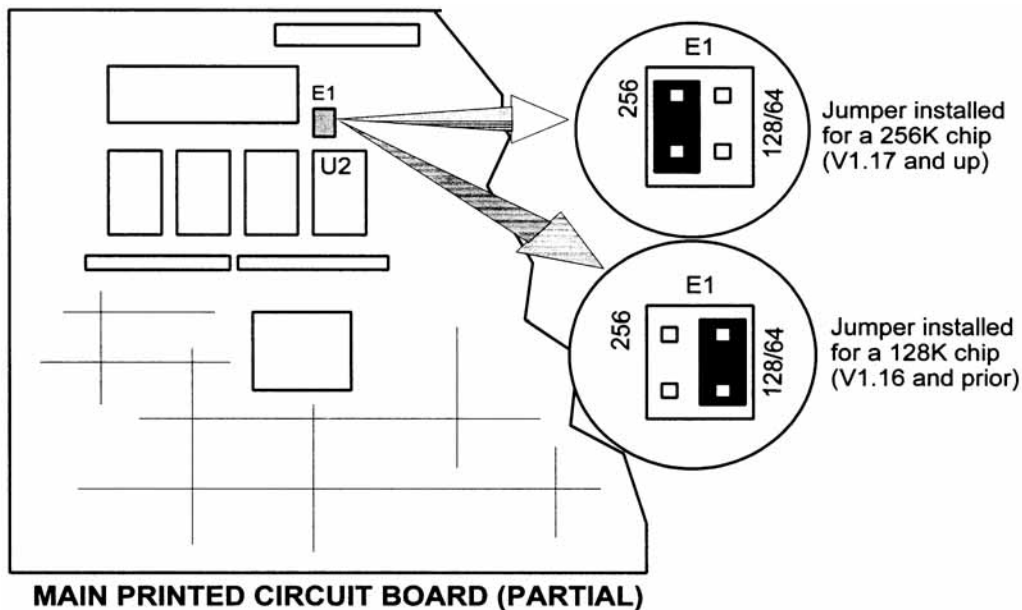 E1
U2
E1
256
128/64
Jumper installed
for a 256K chip
(V1.17 and up)
E1
256
128/64
Jumper installed
for a 128K chip
(V1.16 and prior)
MAIN PRINTED CIRCUIT BOARD (PARTIAL)